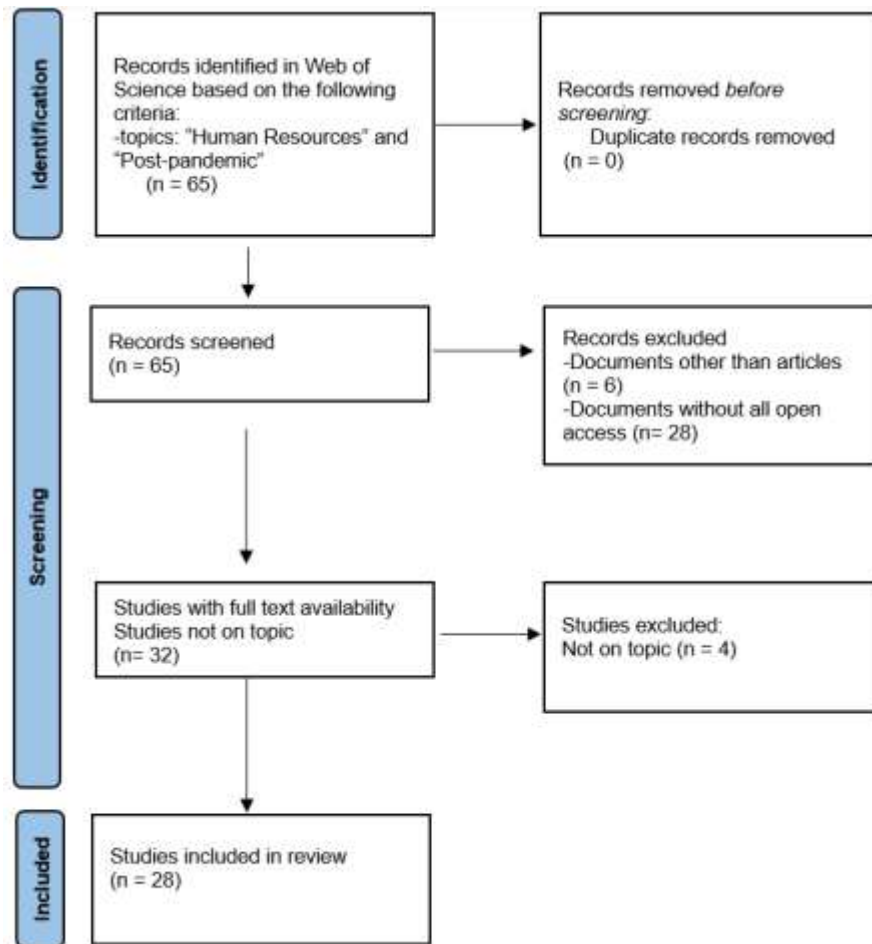 Identification
Records identified in Web of
Science based on the following
criteria:
-topics: "Human Resources" and
"Post-pandemic"
(n = 65)
Records removed before
screening:
Duplicate records removed
(n = 0)
Screening
Records screened
(n = 65)
Records excluded
-Documents other than articles
(n = 6)
-Documents without all open
access (n= 28)
Studies with full text availability
Studies not on topic
(n= 32)
Studies excluded:
Not on topic (n = 4)
Included
Studies included in review
(n = 28)